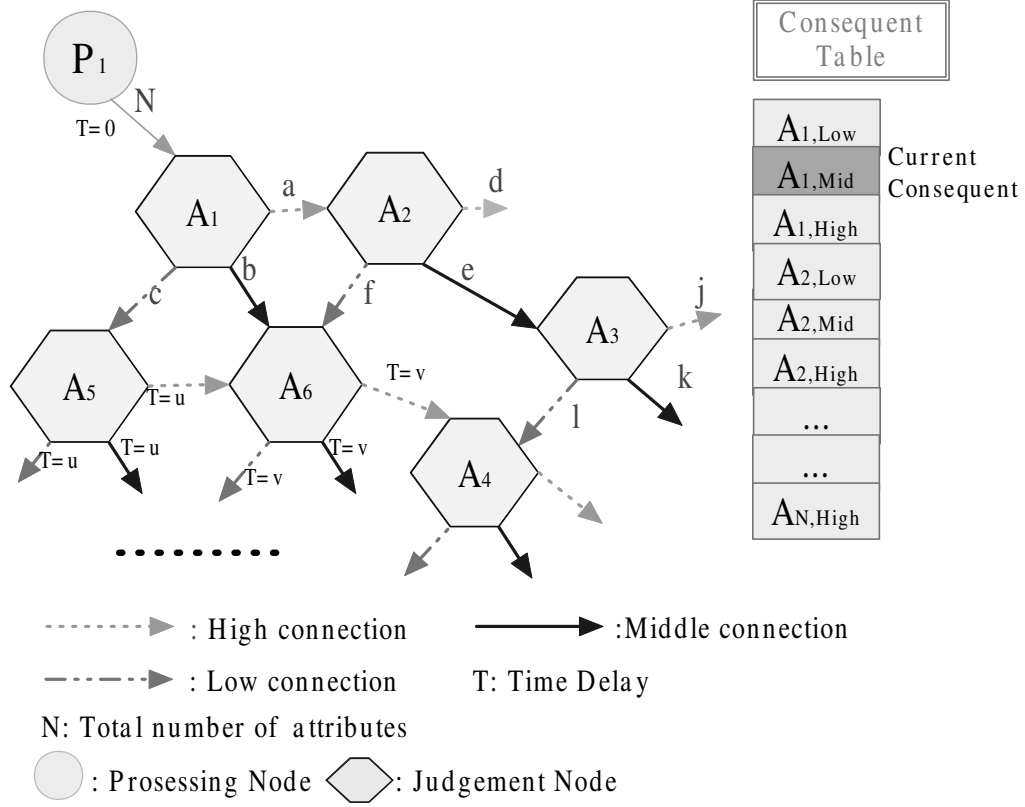 P1
N
T=0
A1
a
A2
d
b
c
f
e
A3
j
k
l
A5
T=u
T=u
T=u
A6
T=v
T=v
T=v
A4
Consequent
Table
A1,Low
A1,Mid
Current
Consequent
A1,High
A2,Low
A2,Mid
A2,High
...
...
AN,High
: High connection
:Middle connection
: Low connection
T: Time Delay
N: Total number of attributes
: Prosessing Node
: Judgement Node